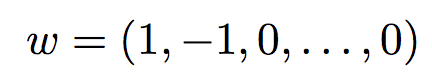 w = (1, −1, 0, . . . , 0)